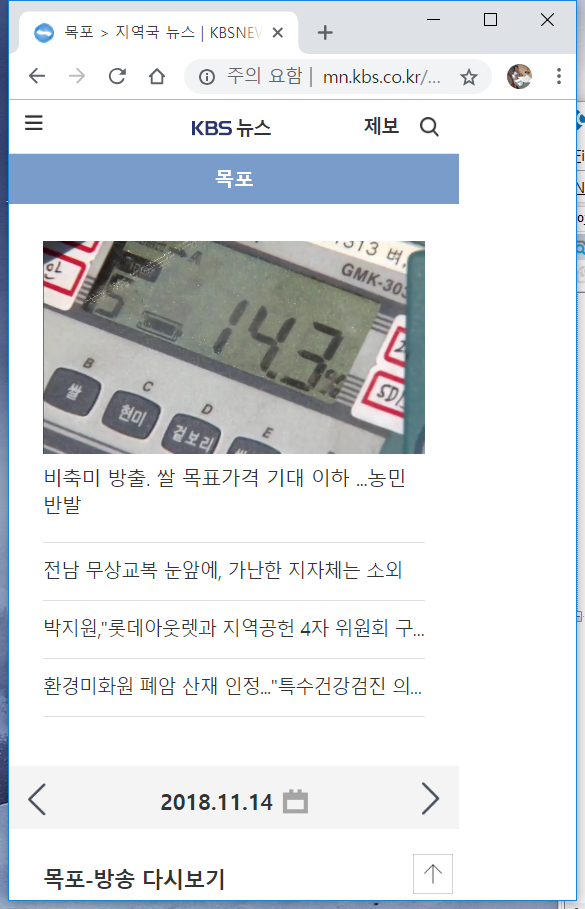 목포 > 지역국 뉴스 | KBSNEW
주의 요함 | mn.kbs.co.kr/...
KBS 뉴스 제보
목포
1313 버,
GMK-303
안
A
5 14.3%
B
쌀
C
현미
D
겉보리
E
쌀
비축미 방출. 쌀 목표가격 기대 이하 ...농민
반발
전남 무상교복 눈앞에, 가난한 지자체는 소외
박지원,"롯데아웃렛과 지역공헌 4자 위원회 구...
환경미화원 폐암 산재 인정..."특수건강검진 의...
2018.11.14
목포-방송 다시보기